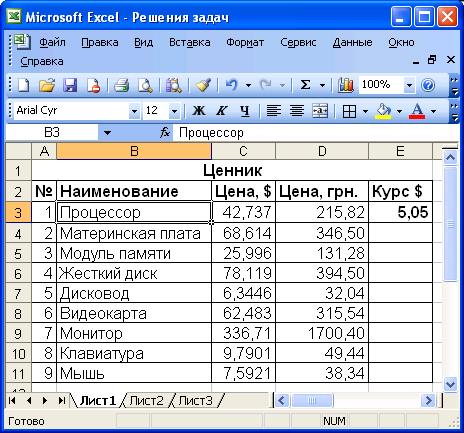 Microsoft Excel - Решения задач
Файл Правка Вид Вставка Формат Сервис Данные Окно
Справка
100%
Arial Cyr 12 Ж К Ч
B3 fx Процессор
A B C D E
1 Ценник
2 № Наименование Цена, $ Цена, грн. Курс $
3 1 Процессор 42,737 215,82 5,05
4 2 Материнская плата 68,614 346,50
5 3 Модуль памяти 25,996 131,28
6 4 Жесткий диск 78,119 394,50
7 5 Дисковод 6,3446 32,04
8 6 Видеокарта 62,483 315,54
9 7 Монитор 336,71 1700,40
10 8 Клавиатура 9,7901 49,44
11 9 Мышь 7,5921 38,34
Лист1 Лист2 Лист3
Готово NUM